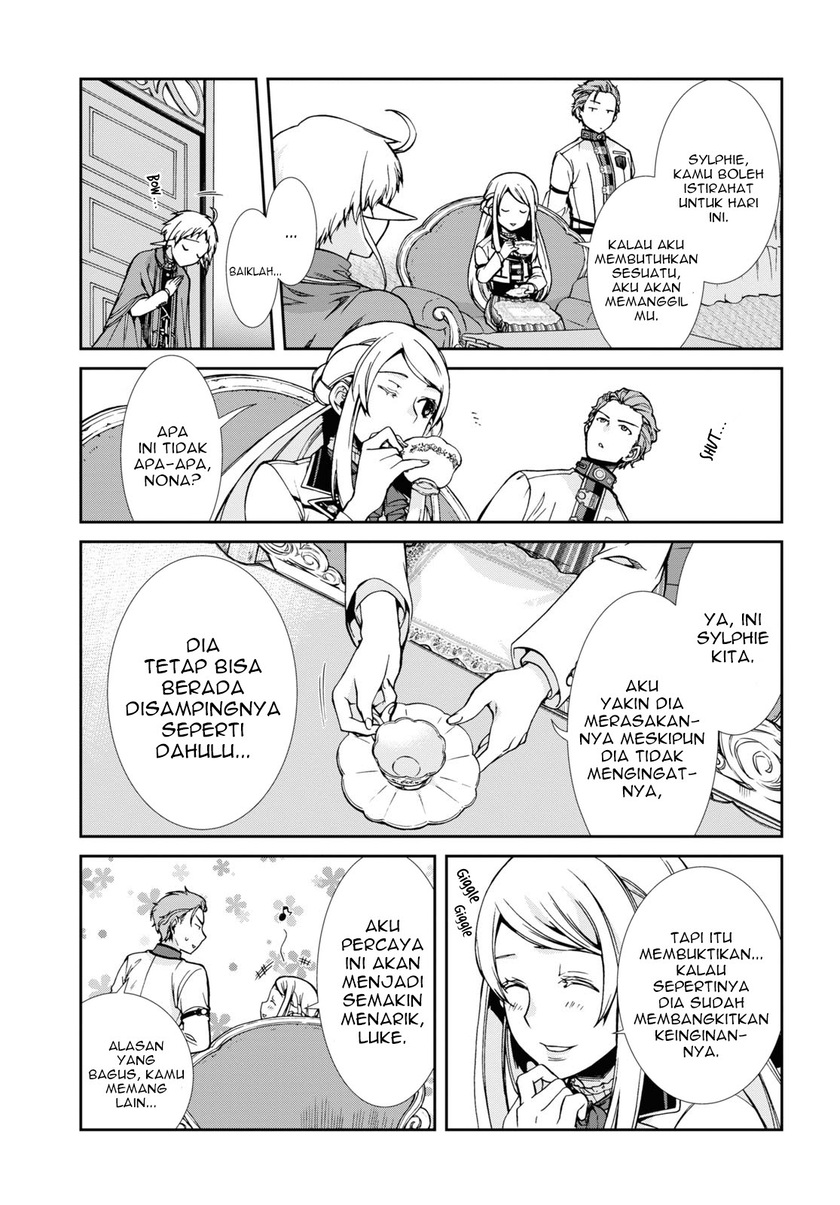 SYLPHIE,
KAMU BOLEH
ISTIRAHAT
UNTUK HARI
INI.
KALAU AKU
MEMBUTUHKAN
SESUATU,
AKU AKAN
MEMANGGIL
MU.
...
BAIKLAH...
BOW...
SHUT...
APA
INI TIDAK
APA-APA,
NONA?
YA, INI
SYLPHIE
KITA.
AKU
YAKIN DIA
MERASAKAN-
NYA MESKIPUN
DIA TIDAK
MENGINGAT-
NYA,
DIA
TETAP BISA
BERADA
DISAMPINGNYA
SEPERTI
DAHULU...
Giggle
Giggle
TAPI ITU
MEMBUKTIKAN...
KALAU
SEPERTINYA
DIA SUDAH
MEMBANGKITKAN
KEINGINAN-
NYA.
AKU
PERCAYA
INI AKAN
MENJADI
SEMAKIN
MENARIK,
LUKE.
ALASAN
YANG
BAGUS, KAMU
MEMANG
LAIN...